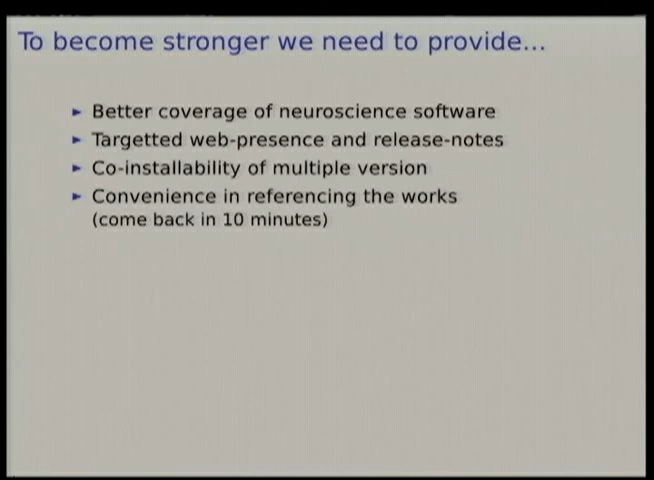 To become stronger we need to provide...
► Better coverage of neuroscience software
► Targetted web-presence and release-notes
► Co-installability of multiple version
► Convenience in referencing the works
(come back in 10 minutes)